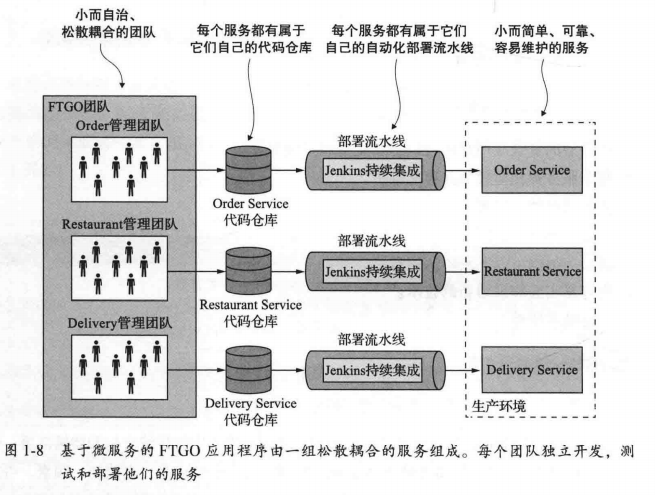 小而自治、
松散耦合的团队
每个服务都有属于
它们自己的代码仓库
每个服务都有属于它们
自己的自动化部署流水线
小而简单、可靠、
容易维护的服务
FTGO团队
Order管理团队
部署流水线
Jenkins持续集成
Order Service
Order Service
代码仓库
Restaurant管理团队
部署流水线
Jenkins持续集成
Restaurant Service
Restaurant Service
代码仓库
Delivery管理团队
部署流水线
Jenkins持续集成
Delivery Service
Delivery Service
代码仓库
生产环境
图 1-8 基于微服务的 FTGO 应用程序由一组松散耦合的服务组成。每个团队独立开发，测
试和部署他们的服务